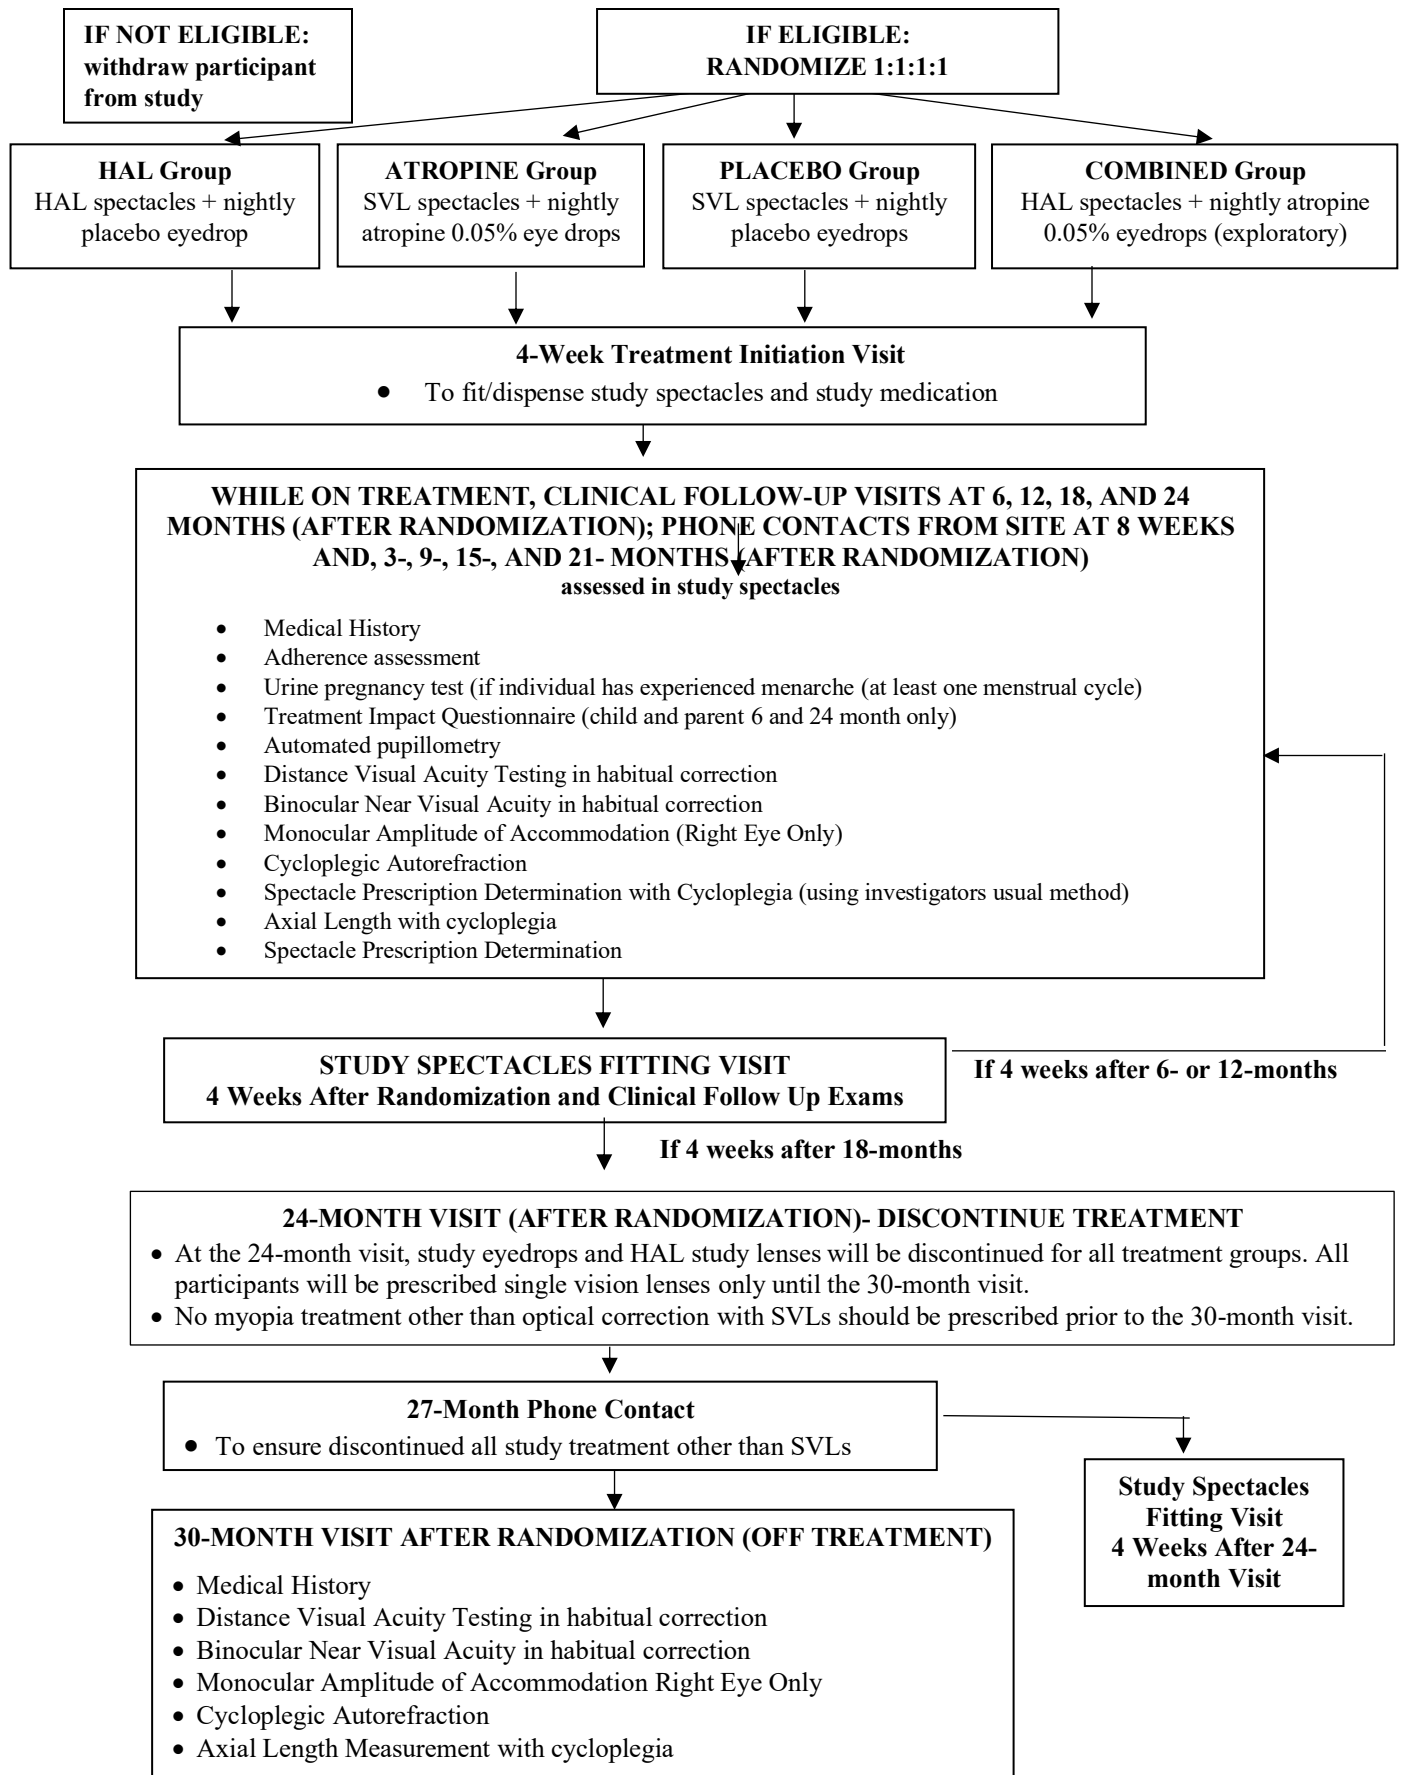 IF NOT ELIGIBLE:
withdraw participant
from study
IF ELIGIBLE:
RANDOMIZE 1:1:1:1
HAL Group
HAL spectacles + nightly
placebo eyedrop
ATROPINE Group
SVL spectacles + nightly
atropine 0.05% eye drops
PLACEBO Group
SVL spectacles + nightly
placebo eyedrops
COMBINED Group
HAL spectacles + nightly atropine
0.05% eyedrops (exploratory)
4-Week Treatment Initiation Visit
• To fit/dispense study spectacles and study medication
WHILE ON TREATMENT, CLINICAL FOLLOW-UP VISITS AT 6, 12, 18, AND 24
MONTHS (AFTER RANDOMIZATION); PHONE CONTACTS FROM SITE AT 8 WEEKS
AND, 3-, 9-, 15-, AND 21- MONTHS (AFTER RANDOMIZATION)
assessed in study spectacles
• Medical History
• Adherence assessment
• Urine pregnancy test (if individual has experienced menarche (at least one menstrual cycle)
• Treatment Impact Questionnaire (child and parent 6 and 24 month only)
• Automated pupillometry
• Distance Visual Acuity Testing in habitual correction
• Binocular Near Visual Acuity in habitual correction
• Monocular Amplitude of Accommodation (Right Eye Only)
• Cycloplegic Autorefraction
• Spectacle Prescription Determination with Cycloplegia (using investigators usual method)
• Axial Length with cycloplegia
• Spectacle Prescription Determination
STUDY SPECTACLES FITTING VISIT
4 Weeks After Randomization and Clinical Follow Up Exams
If 4 weeks after 6- or 12-months
If 4 weeks after 18-months
24-MONTH VISIT (AFTER RANDOMIZATION)- DISCONTINUE TREATMENT
• At the 24-month visit, study eyedrops and HAL study lenses will be discontinued for all treatment groups. All
participants will be prescribed single vision lenses only until the 30-month visit.
• No myopia treatment other than optical correction with SVLs should be prescribed prior to the 30-month visit.
27-Month Phone Contact
• To ensure discontinued all study treatment other than SVLs
Study Spectacles
Fitting Visit
4 Weeks After 24-
month Visit
30-MONTH VISIT AFTER RANDOMIZATION (OFF TREATMENT)
• Medical History
• Distance Visual Acuity Testing in habitual correction
• Binocular Near Visual Acuity in habitual correction
• Monocular Amplitude of Accommodation Right Eye Only
• Cycloplegic Autorefraction
• Axial Length Measurement with cycloplegia